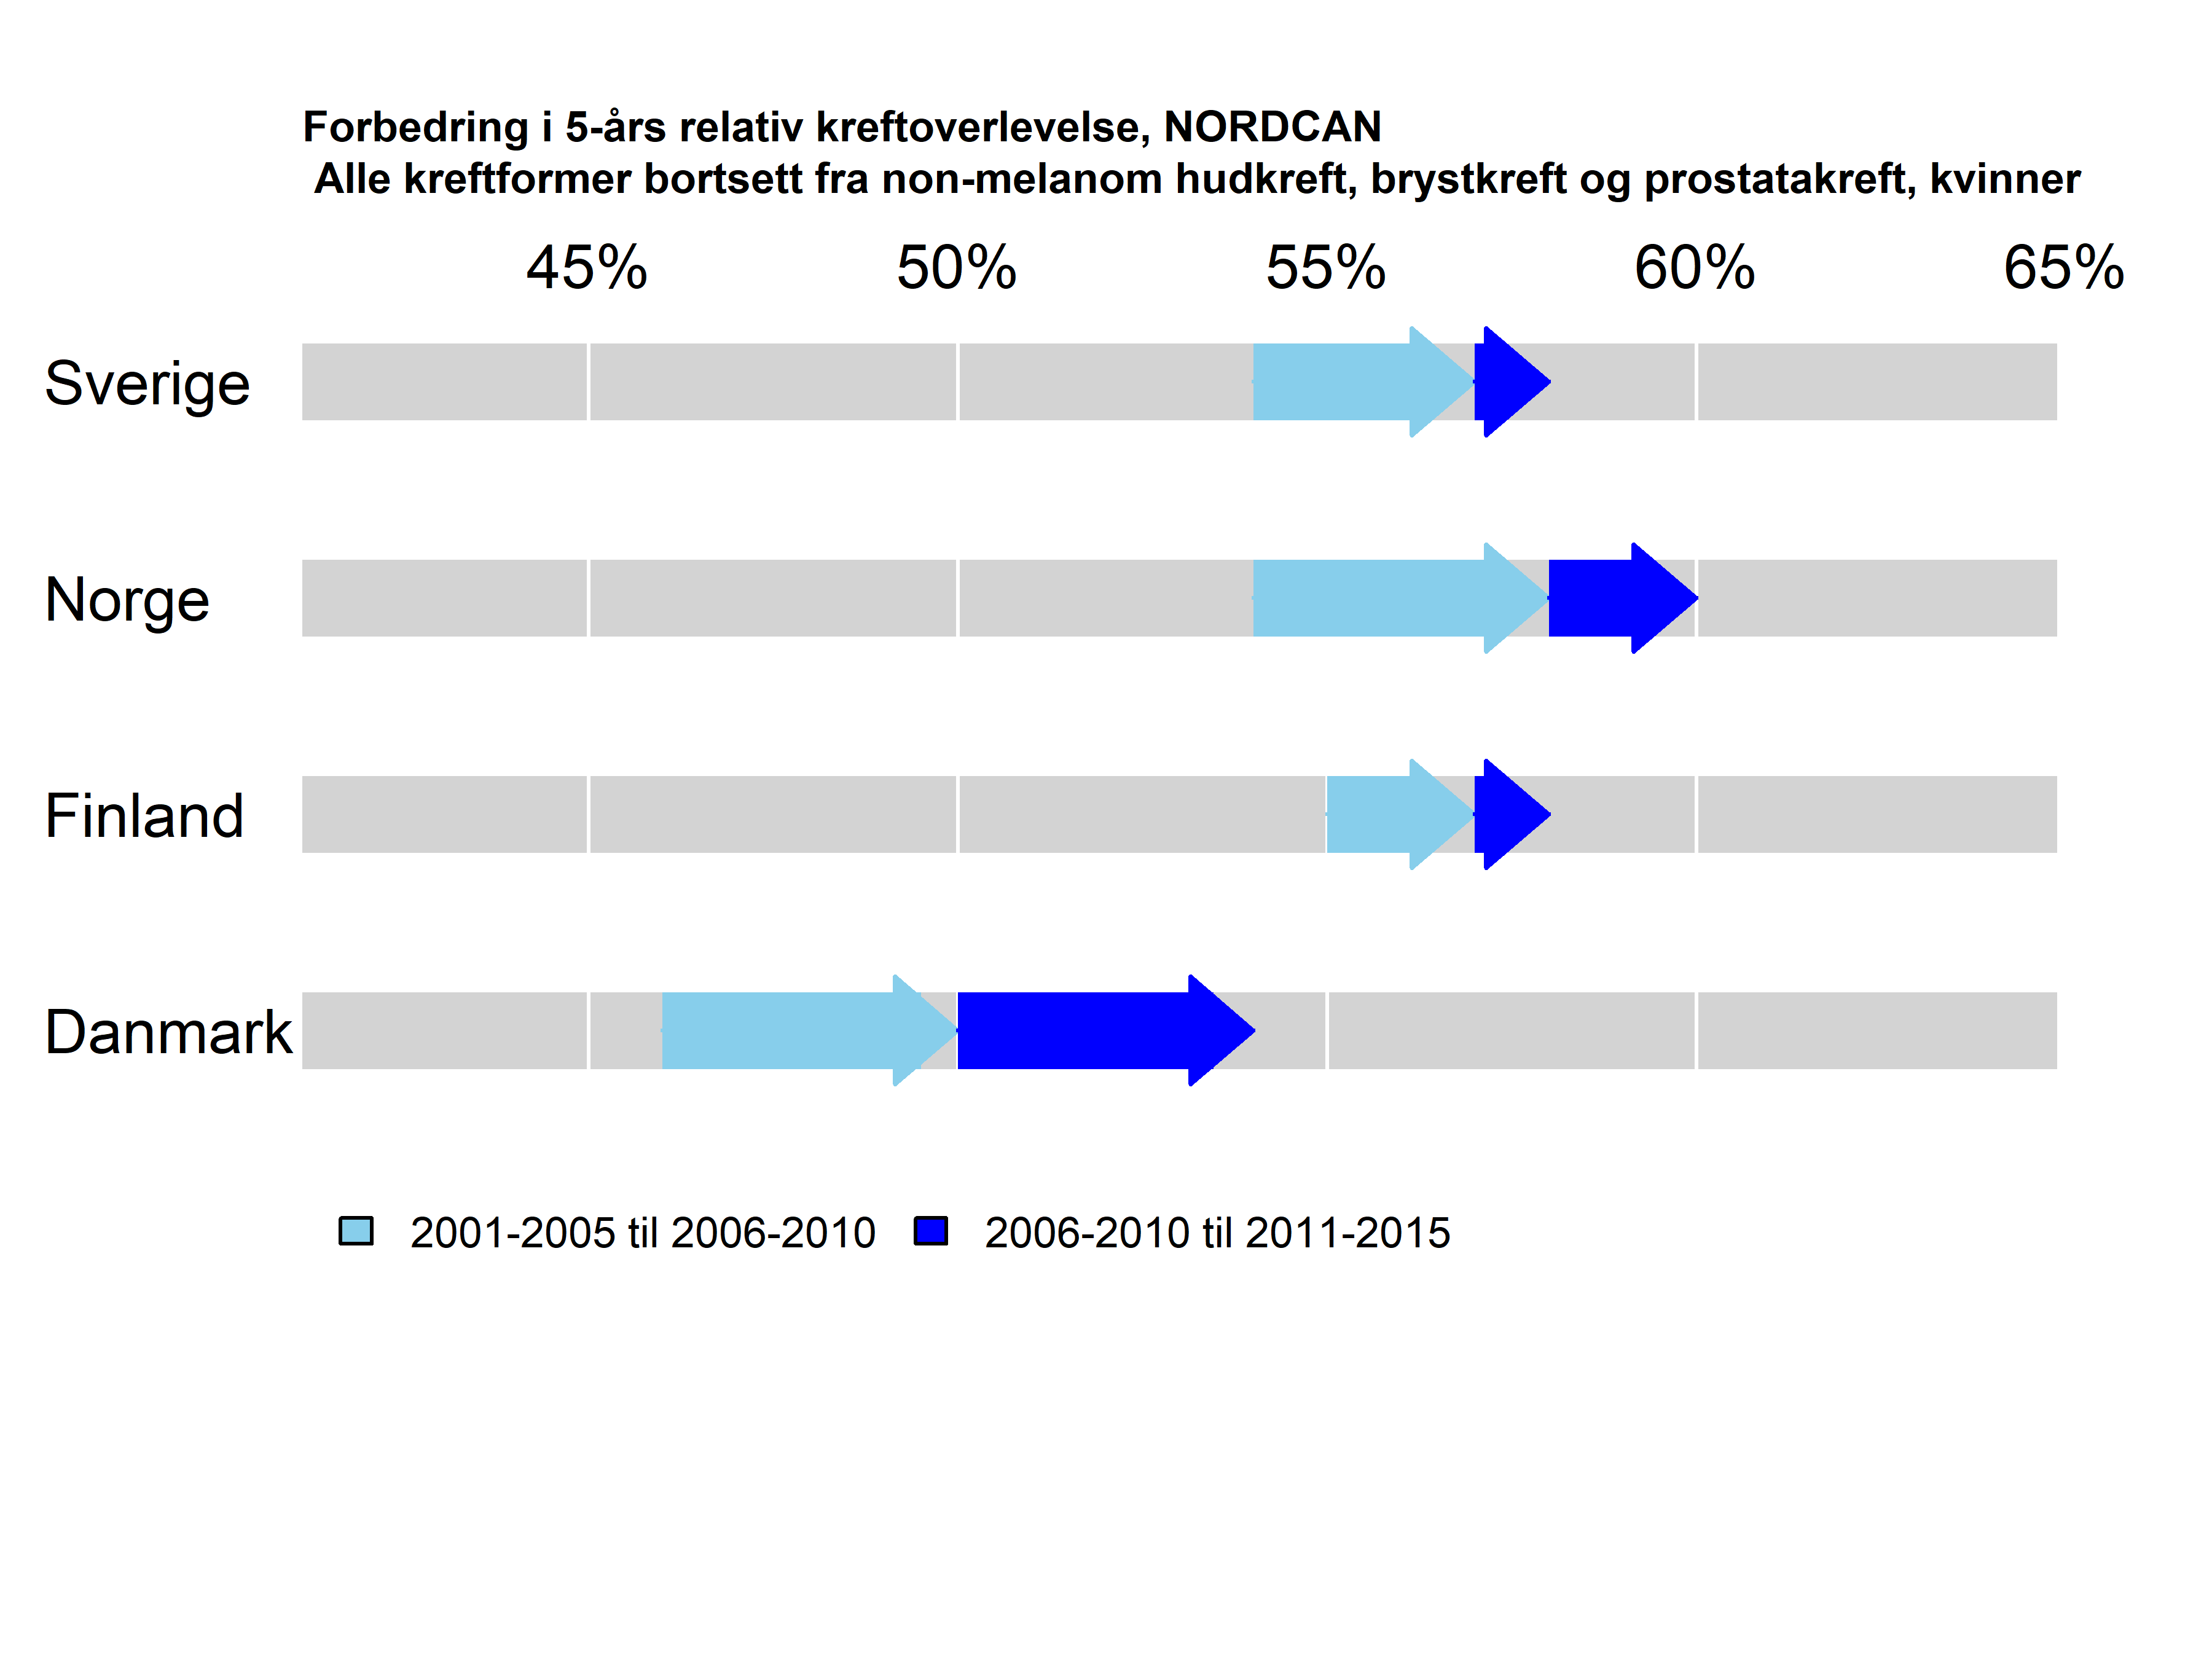 Forbedring i 5-års relativ kreftoverlevelse, NORDCAN
Alle kreftformer bortsett fra non-melanom hudkreft, brystkreft og prostatakreft, kvinner
45% 50% 55% 60% 65%
Sverige
Norge
Finland
Danmark
2001-2005 til 2006-2010 2006-2010 til 2011-2015